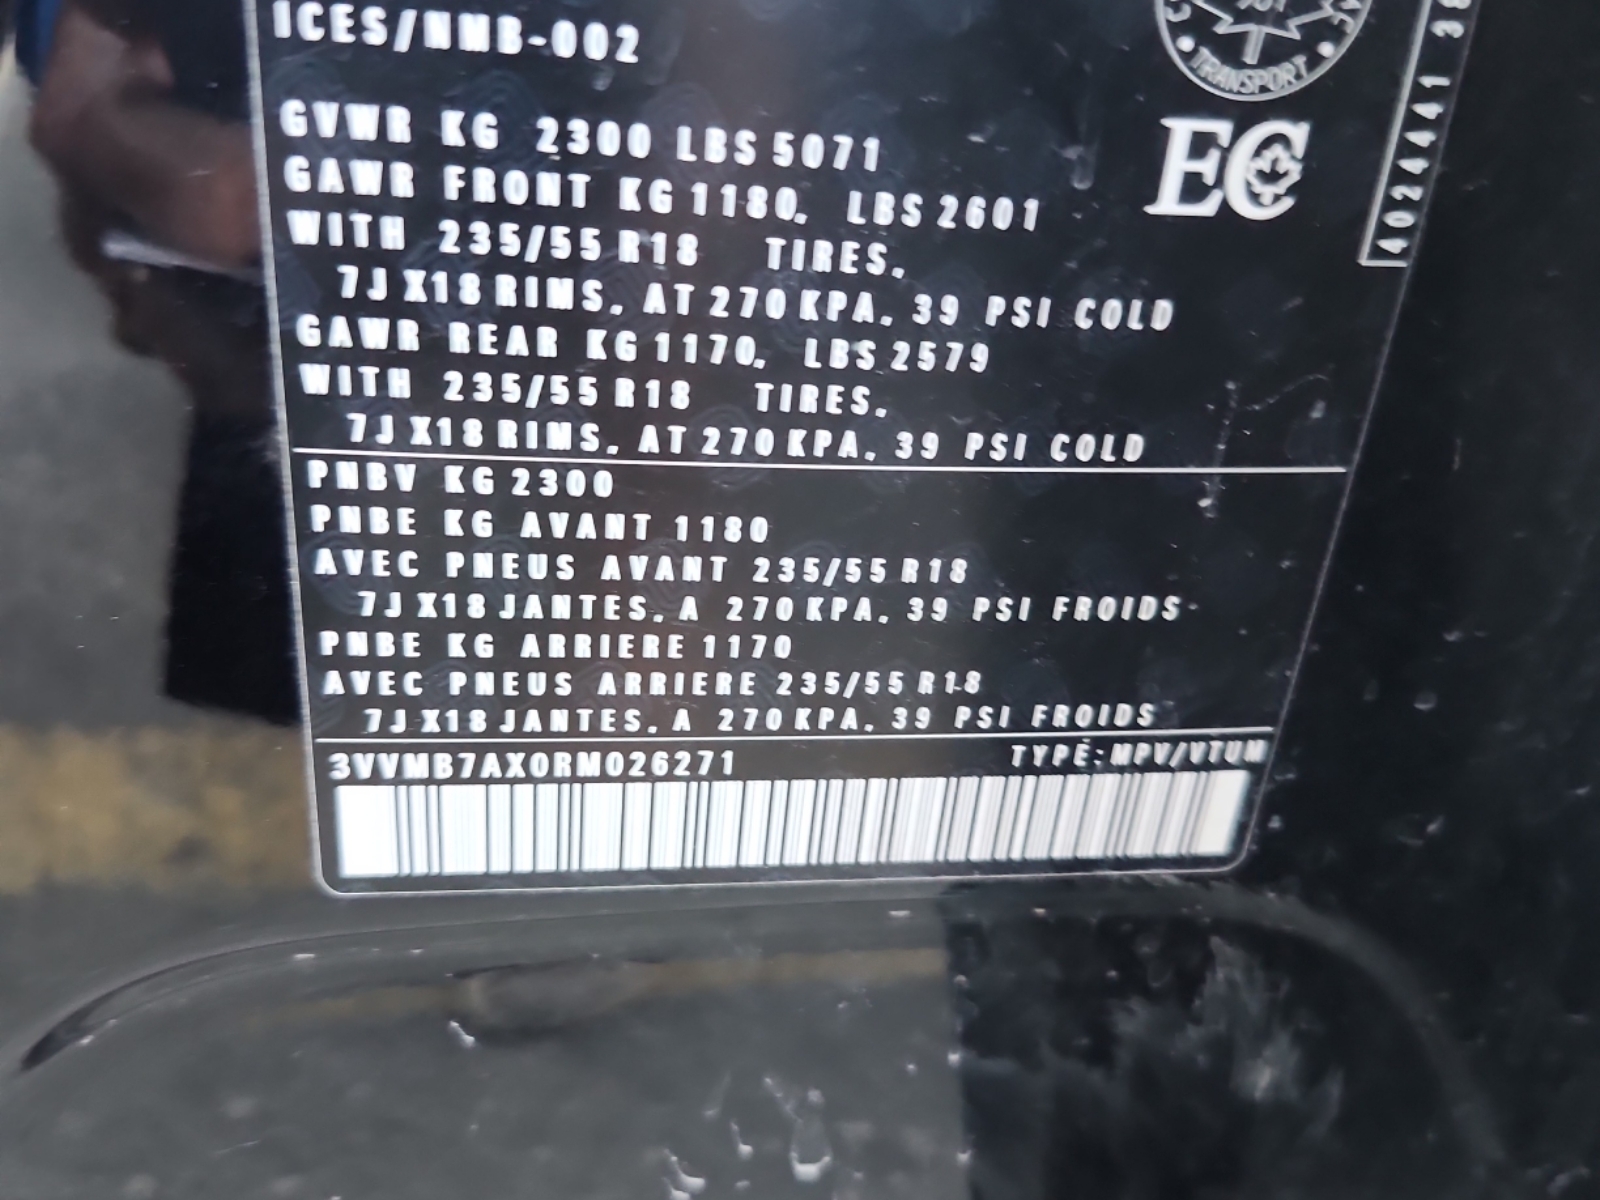 ICES/NMB-002
TRANSPORT
EC
GVWR KG 2300 LBS 5071
GAWR FRONT KG 1180. LBS 2601
WITH 235/55 R18 TIRES.
7J X18 RIMS. AT 270 KPA. 39 PSI COLD
GAWR REAR KG 1170. LBS 2579
WITH 235/55 R18 TIRES.
7J X18 RIMS. AT 270 KPA. 39 PSI COLD
PNBV KG 2300
PNBE KG AVANT 1180
AVEC PNEUS AVANT 235/55 R18
7J X18 JANTES. A 270 KPA. 39 PSI FROIDS
PNBE KG ARRIERE 1170
AVEC PNEUS ARRIERE 235/55 R18
7J X18 JANTES. A 270 KPA. 39 PSI FROIDS
3VVMB7AX0RM026271 TYPE:MPV/VTUM
4024441